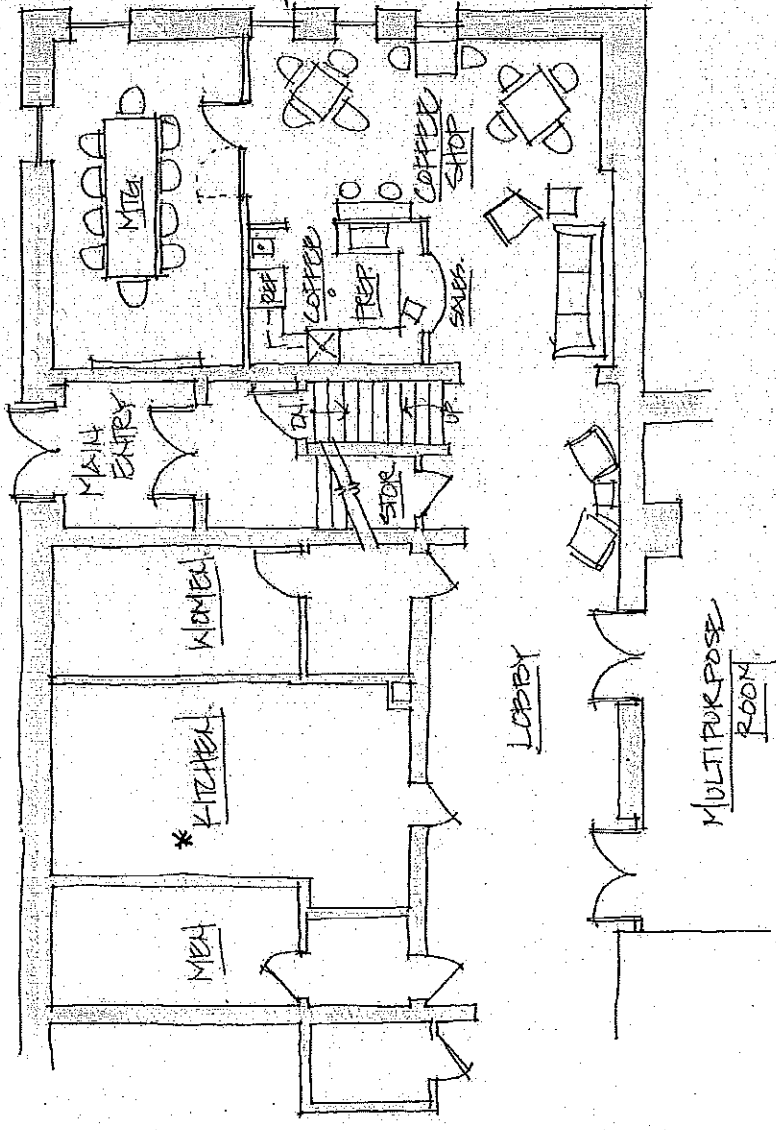 MAIN
ENTRY
MTG.
MEN
* KITCHEN.
WOMEN.
REF
DN
COFFEE
PREP.
STOR.
UP
SALES.
COFFEE
SHOP
LOBBY
MULTIPURPOSE
ROOM.